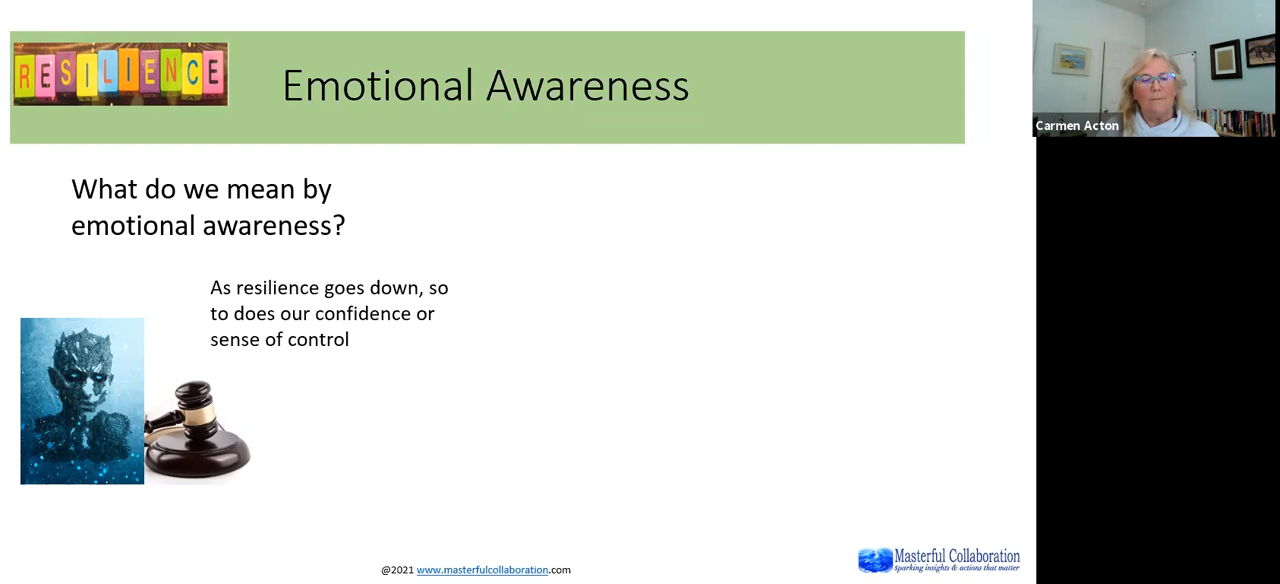 RESILIENCE
Emotional Awareness
Carmen Acton
What do we mean by
emotional awareness?
As resilience goes down, so
to does our confidence or
sense of control
@2021 www.masterfulcollaboration.com
Masterful Collaboration
Sparking insights & actions that matter